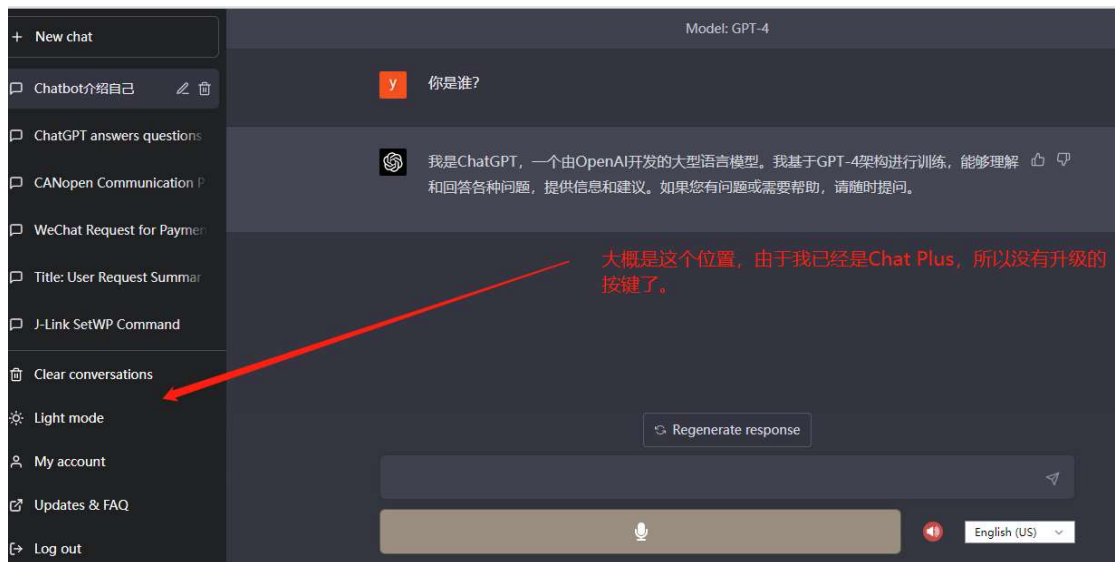 New chat
Chatbot介绍自己
ChatGPT answers questions
CANopen Communication P
WeChat Request for Paymen
Title: User Request Summar
J-Link SetWP Command
Clear conversations
Light mode
My account
Updates & FAQ
Log out
Model: GPT-4
y
你是谁?
我是ChatGPT，一个由OpenAI开发的大型语言模型。我基于GPT-4架构进行训练，能够理解
和回答各种问题，提供信息和建议。如果您有问题或需要帮助，请随时提问。
大概是这个位置，由于我已经是Chat Plus，所以没有升级的
按键了。
Regenerate response
English (US)